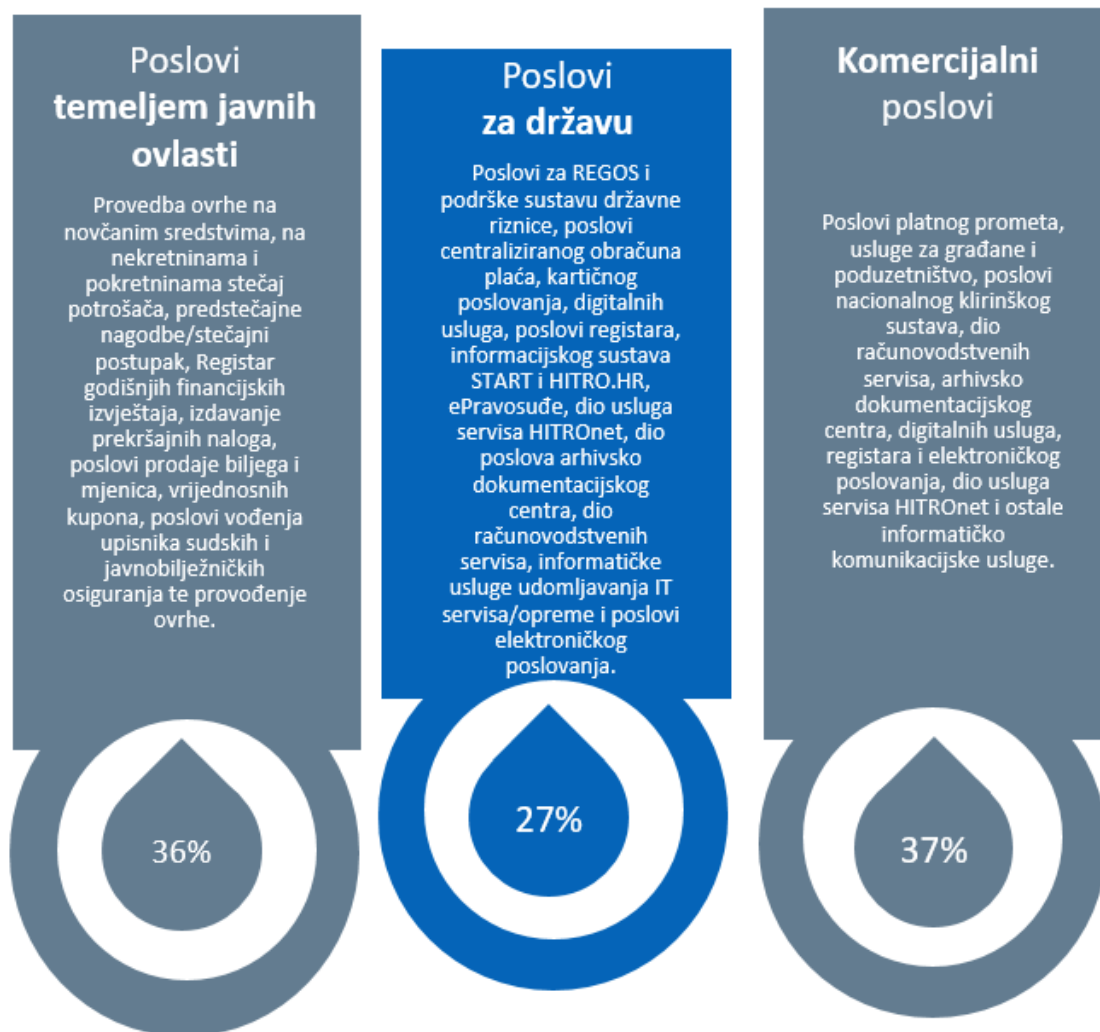 Poslovi
temeljem javnih
ovlasti
Provedba ovrhe na
novčanim sredstvima, na
nekretninama i
pokretninama stečaj
potrošača, predstečajne
nagodbe/stečajni
postupak, Registar
godišnjih financijskih
izvještaja, izdavanje
prekršajnih naloga,
poslovi prodaje biljega i
mjenica, vrijednosnih
kupona, poslovi vođenja
upisnika sudskih i
javnobilježničkih
osiguranja te provođenje
ovrhe.
36%
Poslovi
za državu
Poslovi za REGOS i
podrške sustavu državne
riznice, poslovi
centraliziranog obračuna
plaća, kartičnog
poslovanja, digitalnih
usluga, poslovi registara,
informacijskog sustava
START i HITRO.HR,
ePravosuđe, dio usluga
servisa HITROnet, dio
poslova arhivsko
dokumentacijskog
centra, dio
računovodstvenih
servisa, informatičke
usluge udomljavanja IT
servisa/opreme i poslovi
elektroničkog
poslovanja.
27%
Komercijalni
poslovi
Poslovi platnog prometa,
usluge za građane i
poduzetništvo, poslovi
nacionalnog klirinškog
sustava, dio
računovodstvenih
servisa, arhivsko
dokumentacijskog
centra, digitalnih usluga,
registara i elektroničkog
poslovanja, dio usluga
servisa HITROnet i ostale
informatičko
komunikacijske usluge.
37%